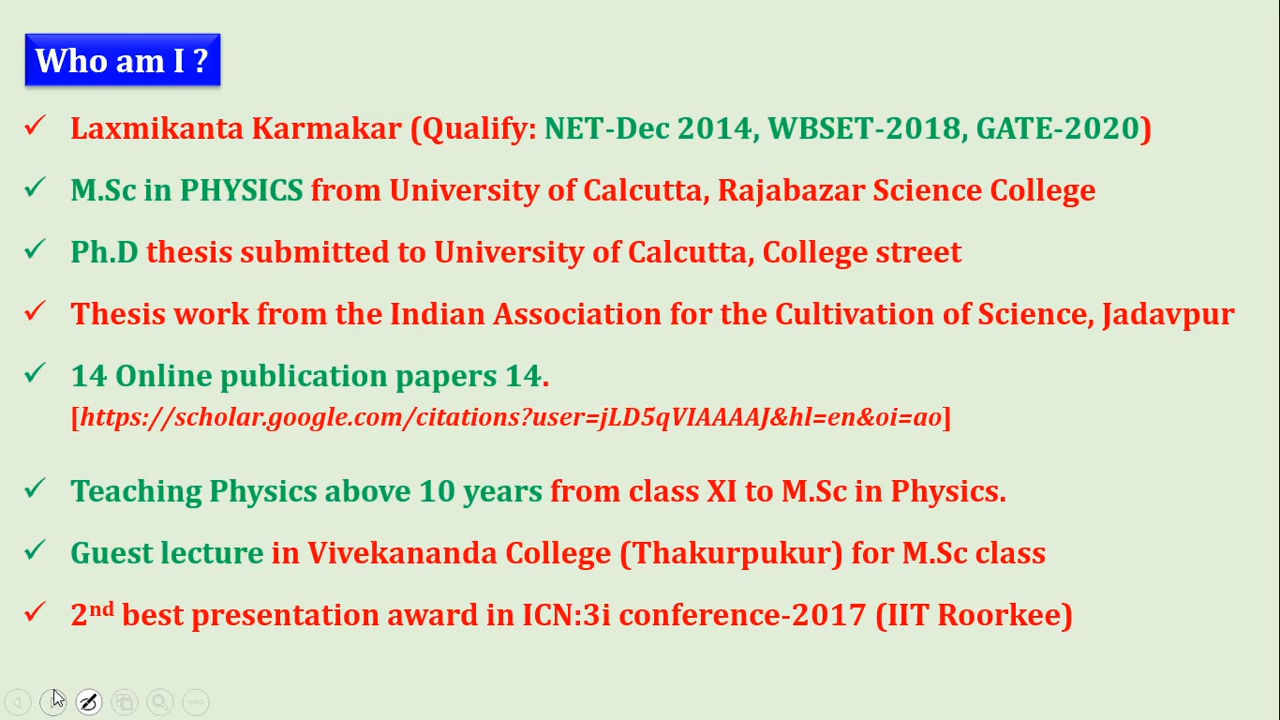 Who am I ?
Laxmikanta Karmakar (Qualify: NET-Dec 2014, WBSET-2018, GATE-2020)
M.Sc in PHYSICS from University of Calcutta, Rajabazar Science College
Ph.D thesis submitted to University of Calcutta, College street
Thesis work from the Indian Association for the Cultivation of Science, Jadavpur
14 Online publication papers 14.
[https://scholar.google.com/citations?user=jLD5qVIAAAAJ&hl=en&oi=ao]
Teaching Physics above 10 years from class XI to M.Sc in Physics.
Guest lecture in Vivekananda College (Thakurpukur) for M.Sc class
2nd best presentation award in ICN:3i conference-2017 (IIT Roorkee)